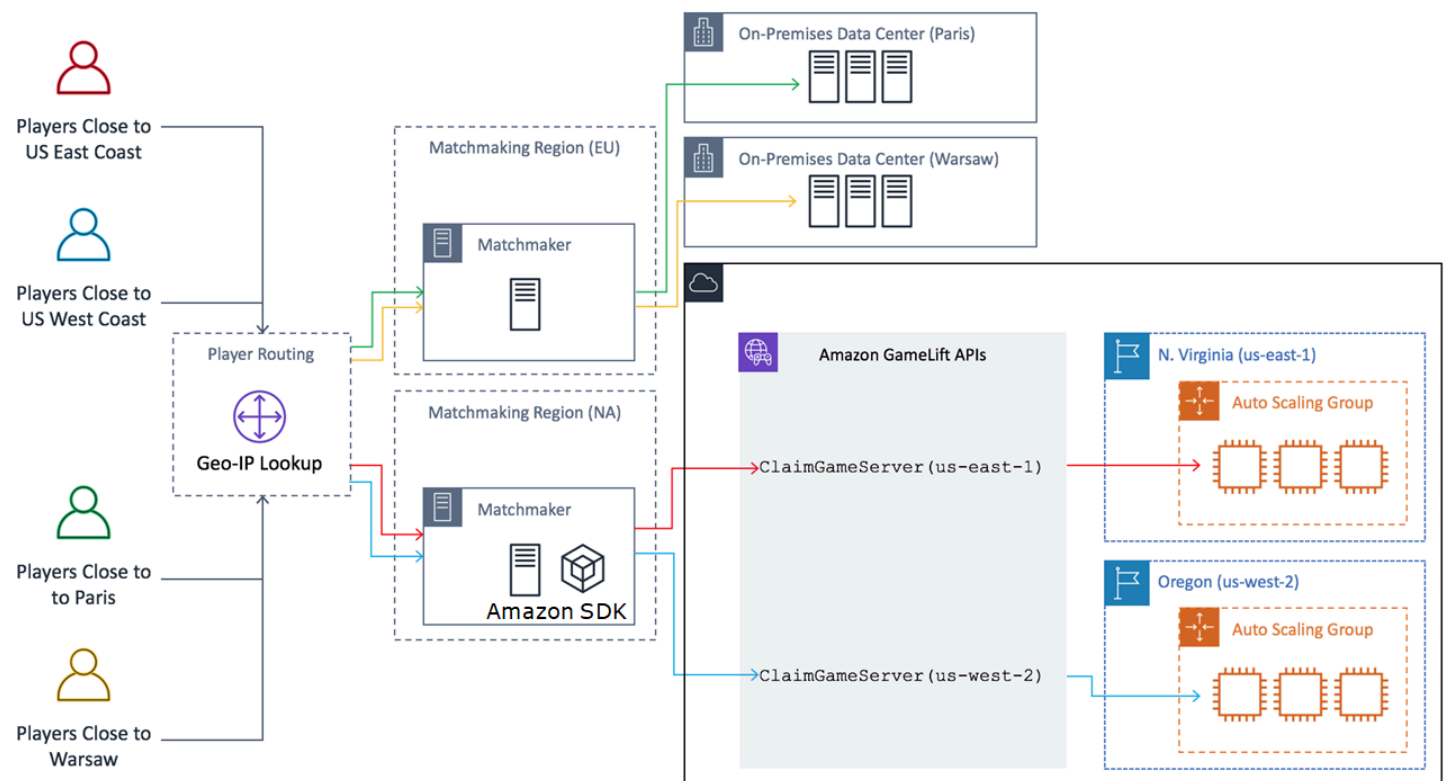 Players Close to
US East Coast
Players Close to
US West Coast
Player Routing
Geo-IP Lookup
Players Close to
to Paris
Players Close to
Warsaw
Matchmaking Region (EU)
Matchmaker
Matchmaking Region (NA)
Matchmaker
Amazon SDK
On-Premises Data Center (Paris)
On-Premises Data Center (Warsaw)
Amazon GameLift APIs
ClaimGameServer(us-east-1)
ClaimGameServer(us-west-2)
N. Virginia (us-east-1)
Auto Scaling Group
Oregon (us-west-2)
Auto Scaling Group